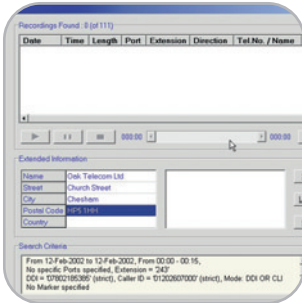 Recordings Found : 0 (of 111)
Date Time Length Port Extension Direction Tel.No. / Name
000:00 000:00
Extended Information
Name Oak Telecom Ltd
Street Church Street
City Chesham
Postal Code HP5 1HH
Country
Search Criteria
From 12-Feb-2002 to 12-Feb-2002, From 00:00 - 00:15,
No specific Ports specified, Extension = '243'
DDI = '07802185385' (strict), Caller ID = '01202607000' (strict), Mode: DDI OR CLI
No Marker specified